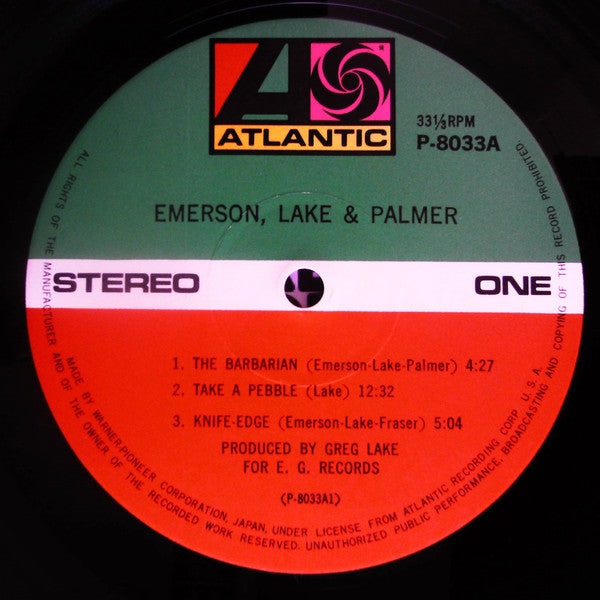 ATLANTIC
33⅓RPM
P-8033A
EMERSON, LAKE & PALMER
STEREO
ONE
1. THE BARBARIAN (Emerson-Lake-Palmer) 4:27
2. TAKE A PEBBLE (Lake) 12:32
3. KNIFE-EDGE (Emerson-Lake-Fraser) 5:04
PRODUCED BY GREG LAKE
FOR E. G. RECORDS
(P-8033A1)
MADE BY WARNER-PIONEER CORPORATION, JAPAN, UNDER LICENSE FROM ATLANTIC RECORDING CORP. U. S. A.
ALL RIGHTS OF THE MANUFACTURER AND OF THE OWNER OF THE RECORDED WORK RESERVED. UNAUTHORIZED PUBLIC PERFORMANCE, BROADCASTING AND COPYING OF THIS RECORD PROHIBITED